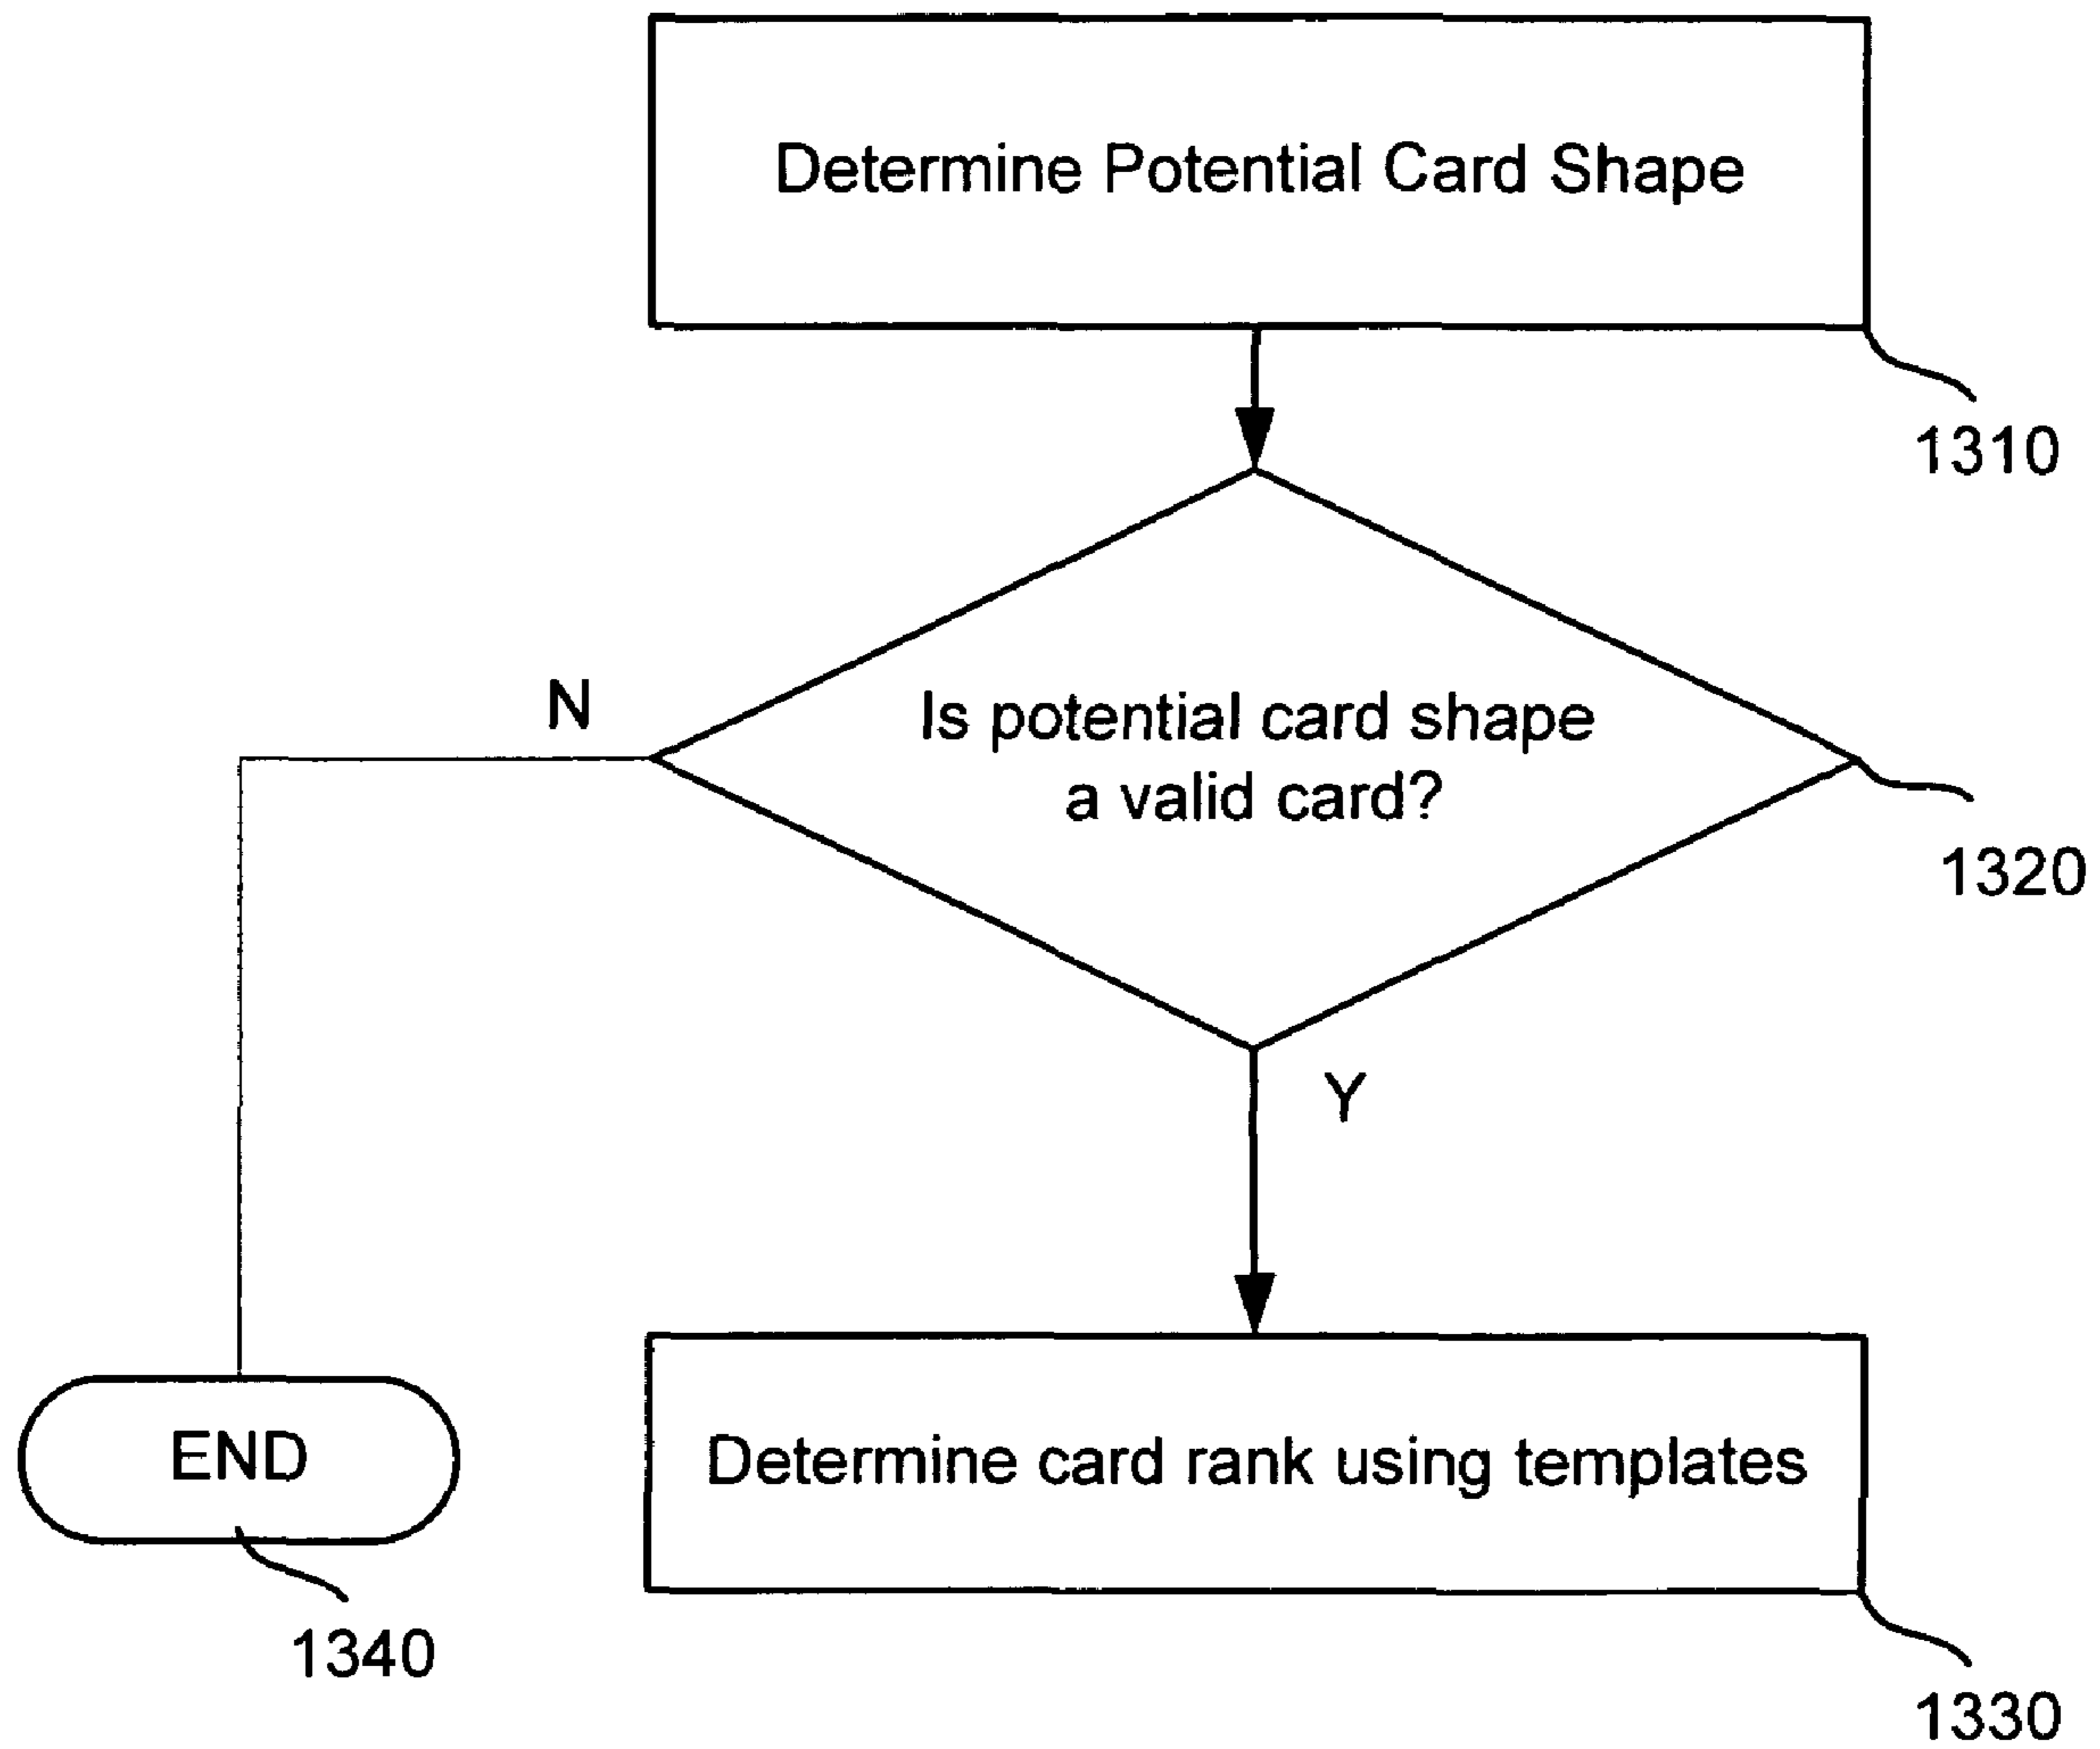 Determine Potential Card Shape
1310
N
Is potential card shape
a valid card?
1320
Y
END
Determine card rank using templates
1340
1330